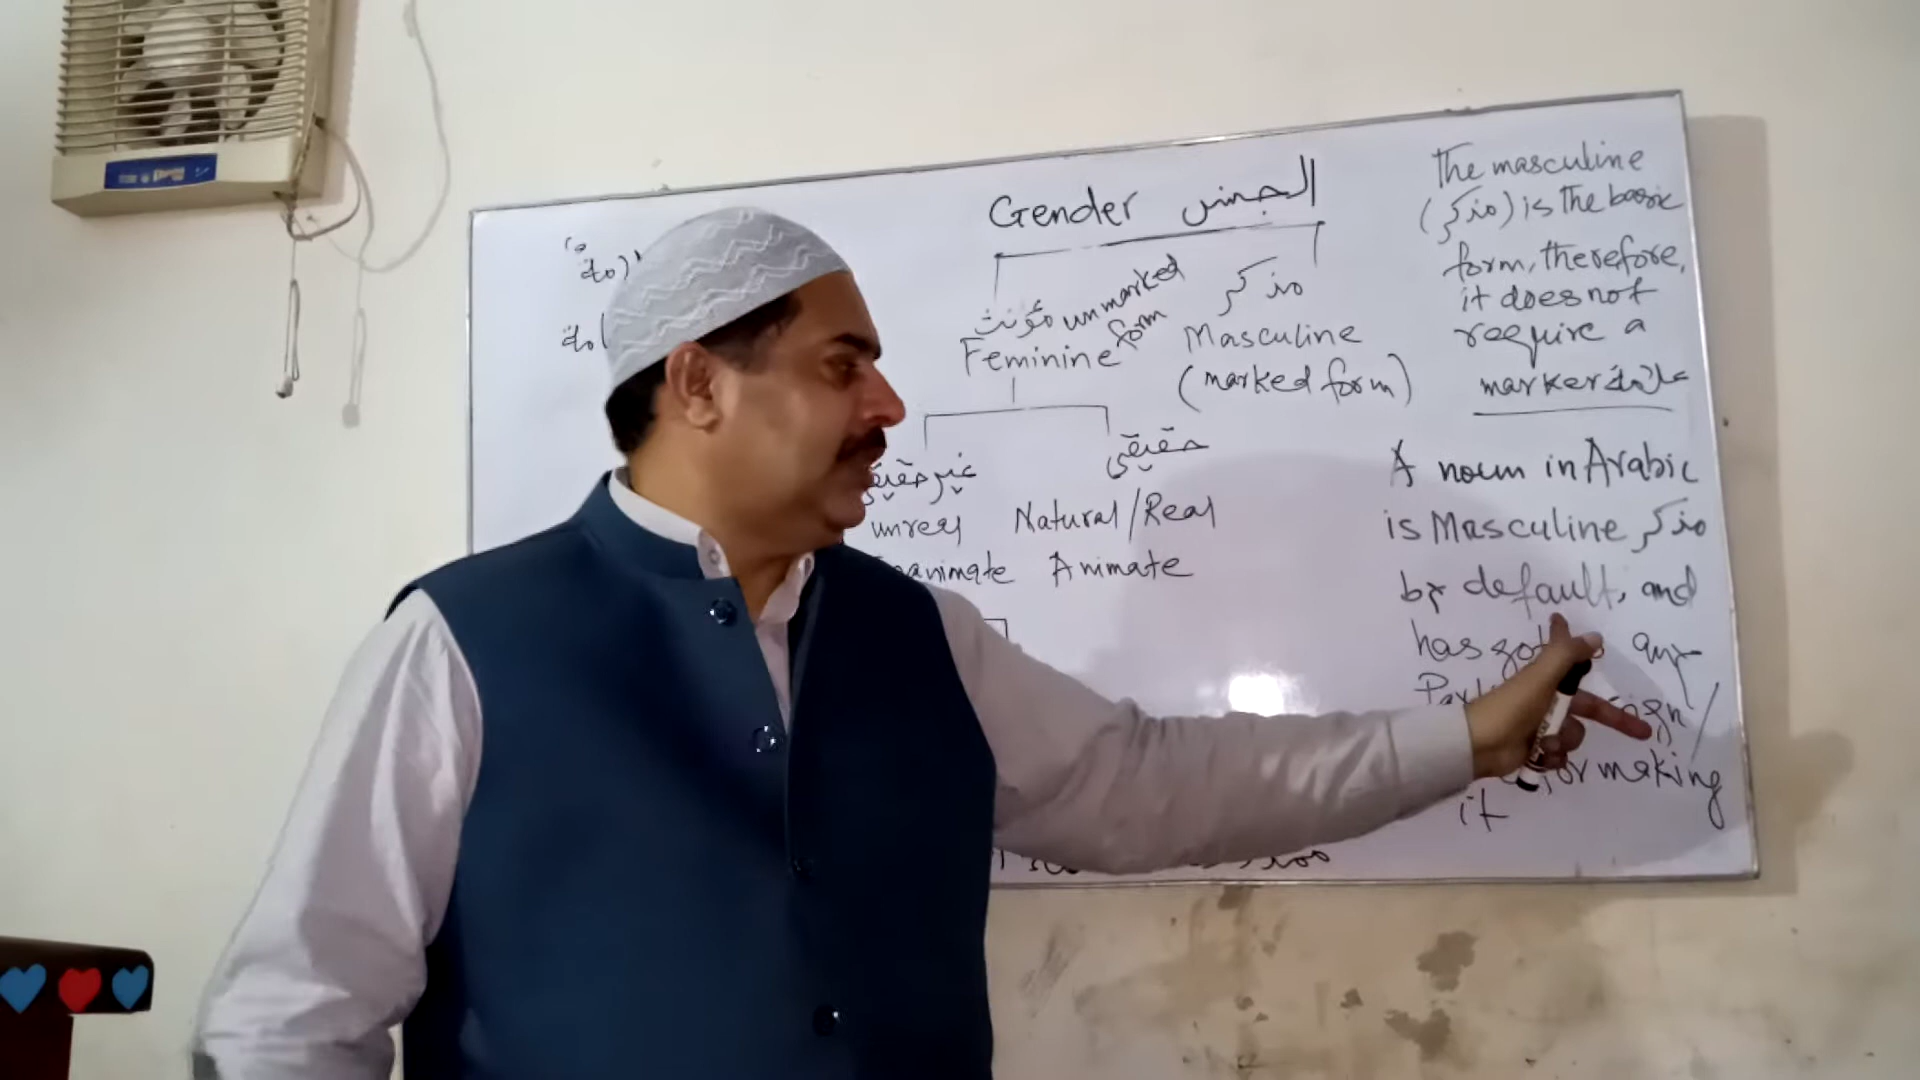 Gender الجنس
مؤنث unmarked form
Feminine
مذكر
Masculine
(marked form)
غير حقيقي
unreal
Inanimate
حقيقي
Natural/Real
Animate
The masculine
(مذكر) is the basic
form, therefore,
it does not
require a
marker علامة
A noun in Arabic
is Masculine مذكر
by default, and
has got any
sign/
for making
it